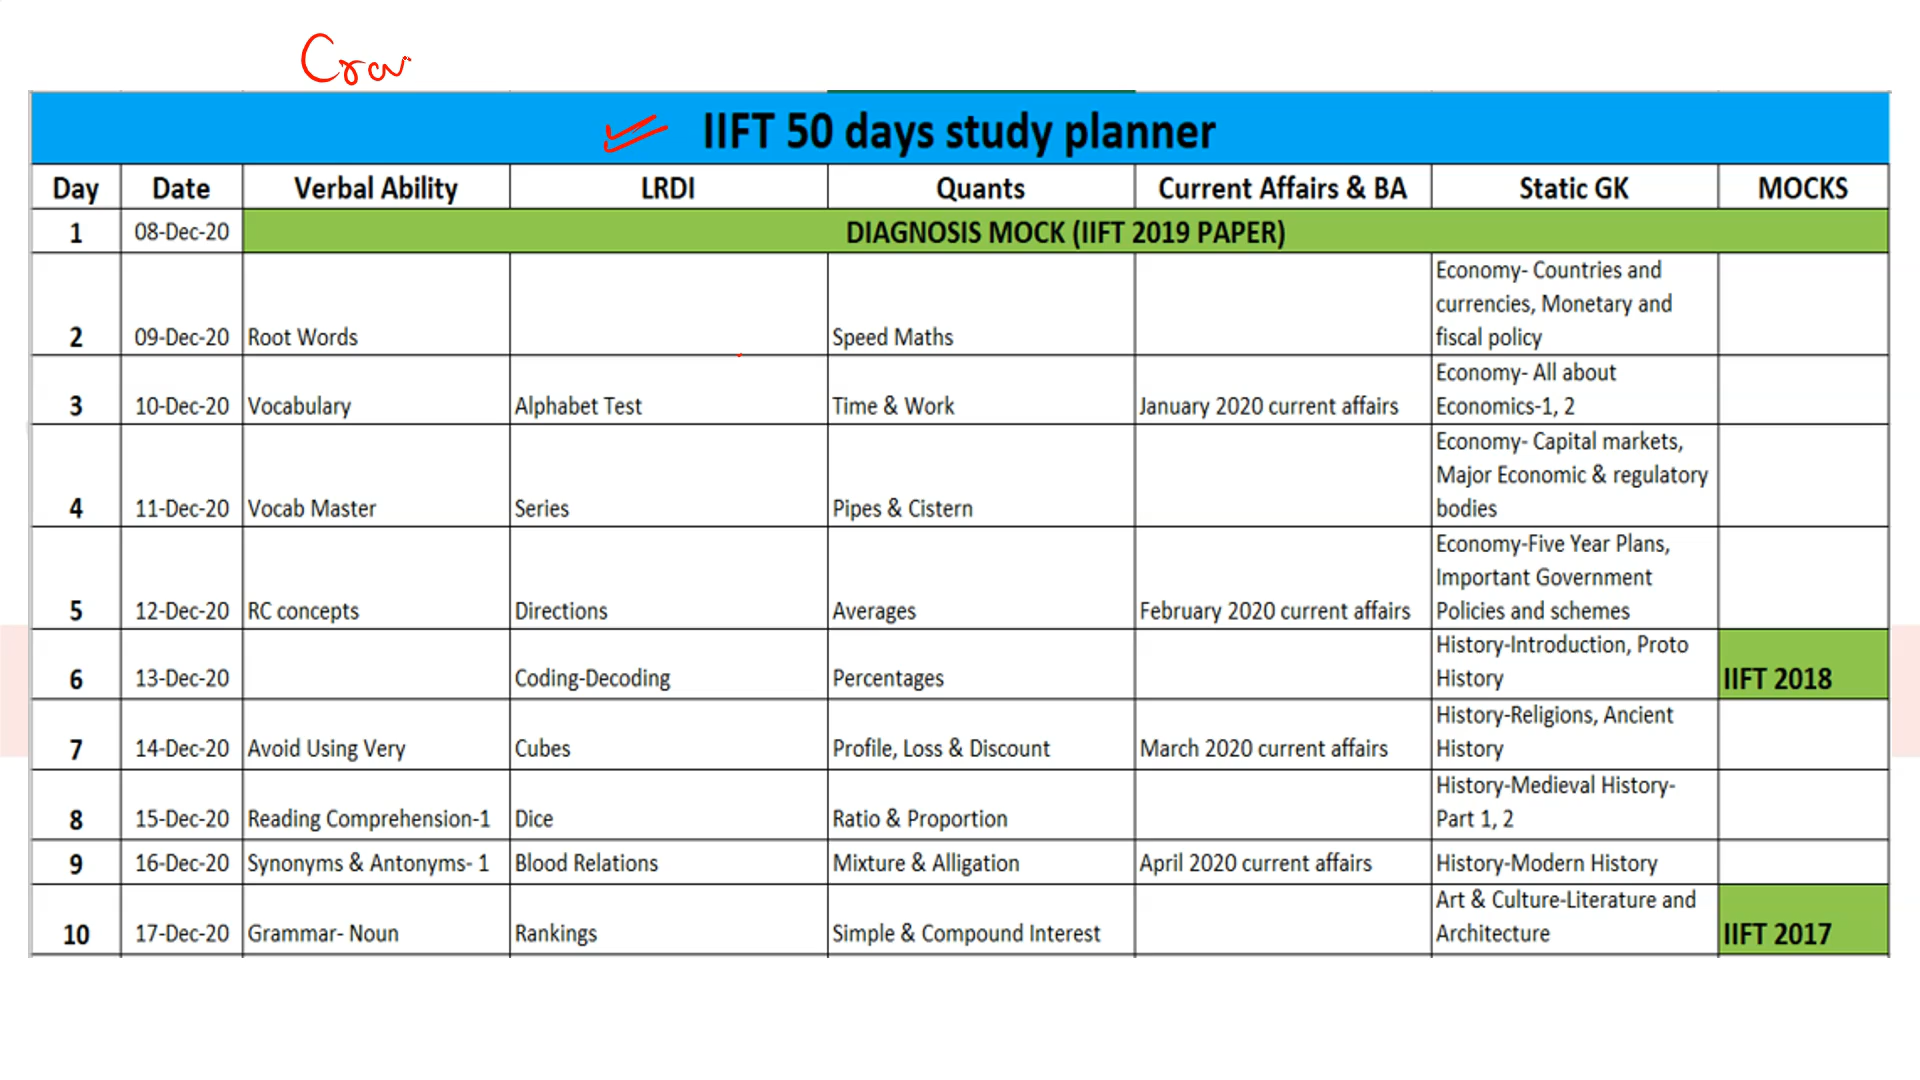 IIFT 50 days study planner
Day Date Verbal Ability LRDI Quants Current Affairs & BA Static GK MOCKS
1 08-Dec-20 DIAGNOSIS MOCK (IIFT 2019 PAPER)
Economy- Countries and
currencies, Monetary and
2 09-Dec-20 Root Words Speed Maths fiscal policy
Economy- All about
3 10-Dec-20 Vocabulary Alphabet Test Time & Work January 2020 current affairs Economics-1, 2
Economy- Capital markets,
Major Economic & regulatory
4 11-Dec-20 Vocab Master Series Pipes & Cistern bodies
Economy-Five Year Plans,
Important Government
5 12-Dec-20 RC concepts Directions Averages February 2020 current affairs Policies and schemes
History-Introduction, Proto
6 13-Dec-20 Coding-Decoding Percentages History IIFT 2018
History-Religions, Ancient
7 14-Dec-20 Avoid Using Very Cubes Profile, Loss & Discount March 2020 current affairs History
History-Medieval History-
8 15-Dec-20 Reading Comprehension-1 Dice Ratio & Proportion Part 1, 2
9 16-Dec-20 Synonyms & Antonyms- 1 Blood Relations Mixture & Alligation April 2020 current affairs History-Modern History
Art & Culture-Literature and
10 17-Dec-20 Grammar- Noun Rankings Simple & Compound Interest Architecture IIFT 2017